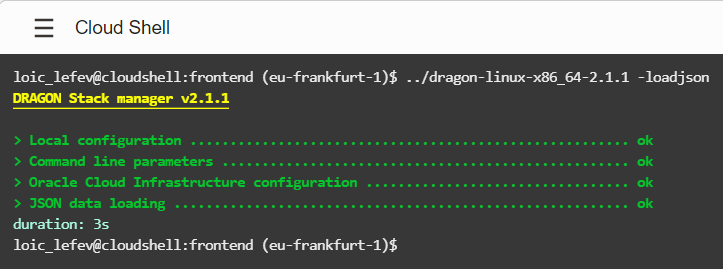 Cloud Shell
loic_lefev@cloudshell:frontend (eu-frankfurt-1)$ ../dragon-linux-x86_64-2.1.1 -loadjson
DRAGON Stack manager v2.1.1
> Local configuration ....................................................... ok
> Command line parameters ................................................... ok
> Oracle Cloud Infrastructure configuration ................................. ok
> JSON data loading ......................................................... ok
duration: 3s
loic_lefev@cloudshell:frontend (eu-frankfurt-1)$